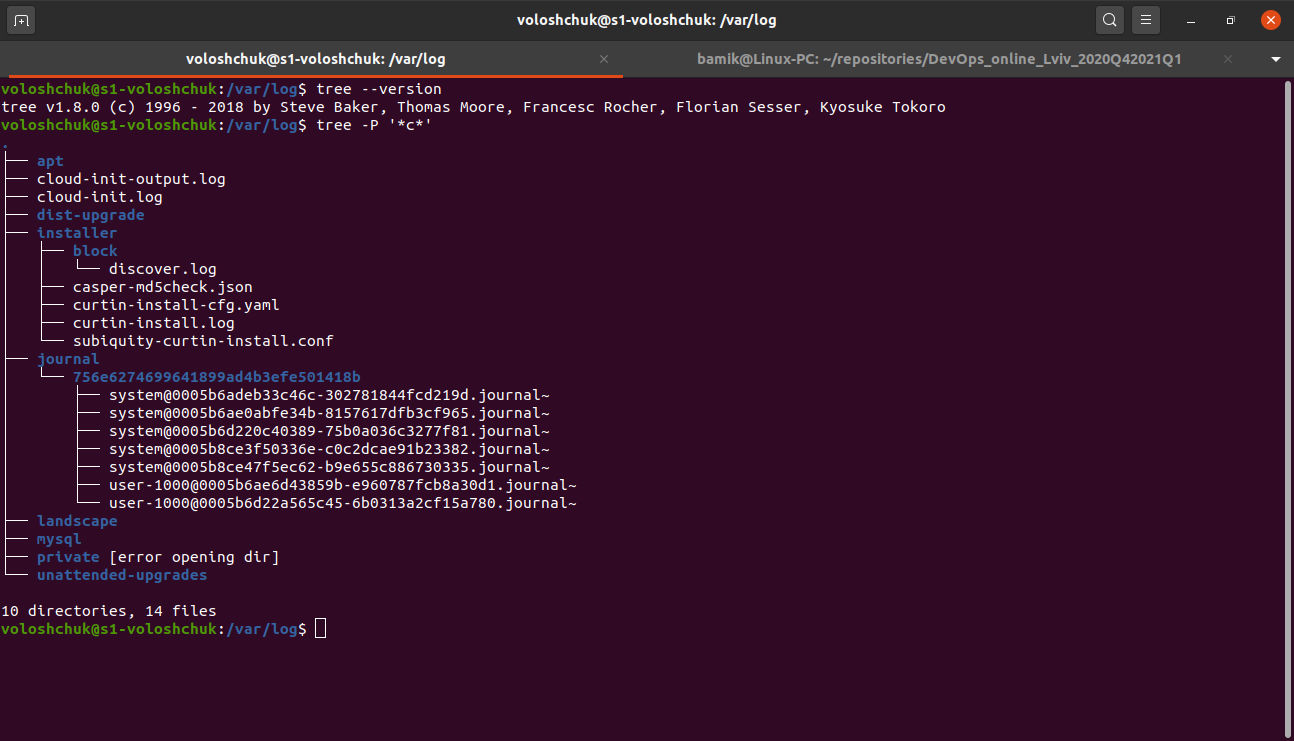 voloshchuk@s1-voloshchuk: /var/log
voloshchuk@s1-voloshchuk: /var/log
bamik@Linux-PC: ~/repositories/DevOps_online_Lviv_2020Q42021Q1
voloshchuk@s1-voloshchuk:/var/log$ tree --version
tree v1.8.0 (c) 1996 - 2018 by Steve Baker, Thomas Moore, Francesc Rocher, Florian Sesser, Kyosuke Tokoro
voloshchuk@s1-voloshchuk:/var/log$ tree -P '*c*'
.
├── apt
├── cloud-init-output.log
├── cloud-init.log
├── dist-upgrade
├── installer
│   ├── block
│   │   └── discover.log
│   ├── casper-md5check.json
│   ├── curtin-install-cfg.yaml
│   ├── curtin-install.log
│   └── subiquity-curtin-install.conf
├── journal
│   └── 756e6274699641899ad4b3efe501418b
│       ├── system@0005b6adeb33c46c-302781844fcd219d.journal~
│       ├── system@0005b6ae0abfe34b-8157617dfb3cf965.journal~
│       ├── system@0005b6d220c40389-75b0a036c3277f81.journal~
│       ├── system@0005b8ce3f50336e-c0c2dcae91b23382.journal~
│       ├── system@0005b8ce47f5ec62-b9e655c886730335.journal~
│       ├── user-1000@0005b6ae6d43859b-e960787fcb8a30d1.journal~
│       └── user-1000@0005b6d22a565c45-6b0313a2cf15a780.journal~
├── landscape
├── mysql
├── private [error opening dir]
└── unattended-upgrades
10 directories, 14 files
voloshchuk@s1-voloshchuk:/var/log$